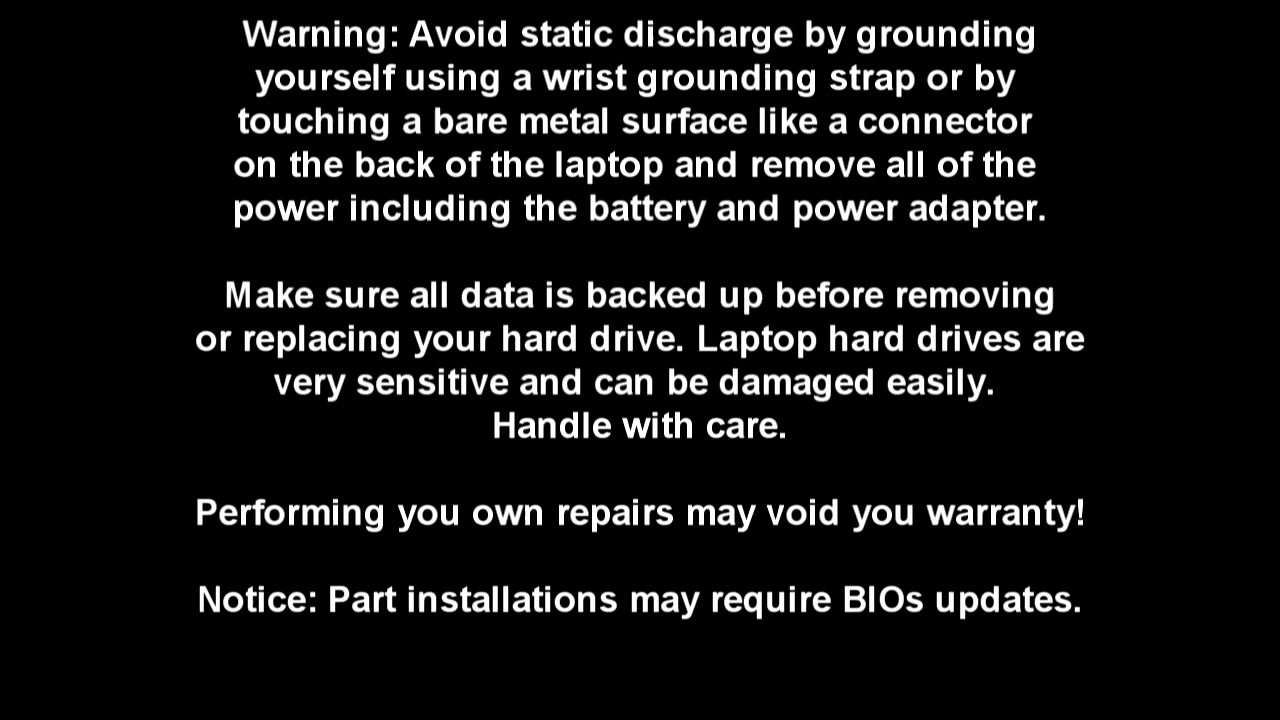 Warning: Avoid static discharge by grounding
yourself using a wrist grounding strap or by
touching a bare metal surface like a connector
on the back of the laptop and remove all of the
power including the battery and power adapter.
Make sure all data is backed up before removing
or replacing your hard drive. Laptop hard drives are
very sensitive and can be damaged easily.
Handle with care.
Performing you own repairs may void you warranty!
Notice: Part installations may require BIOs updates.